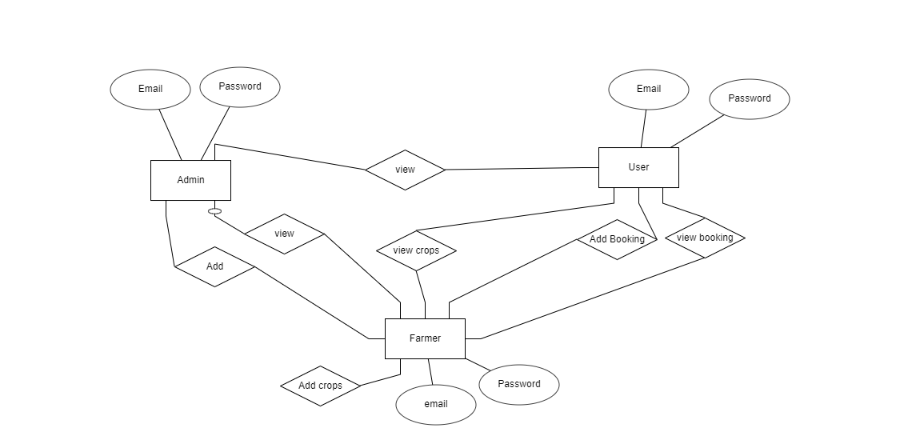 Email
Password
Email
Password
Admin
view
User
view
view crops
Add Booking
view booking
Add
Farmer
Add crops
email
Password